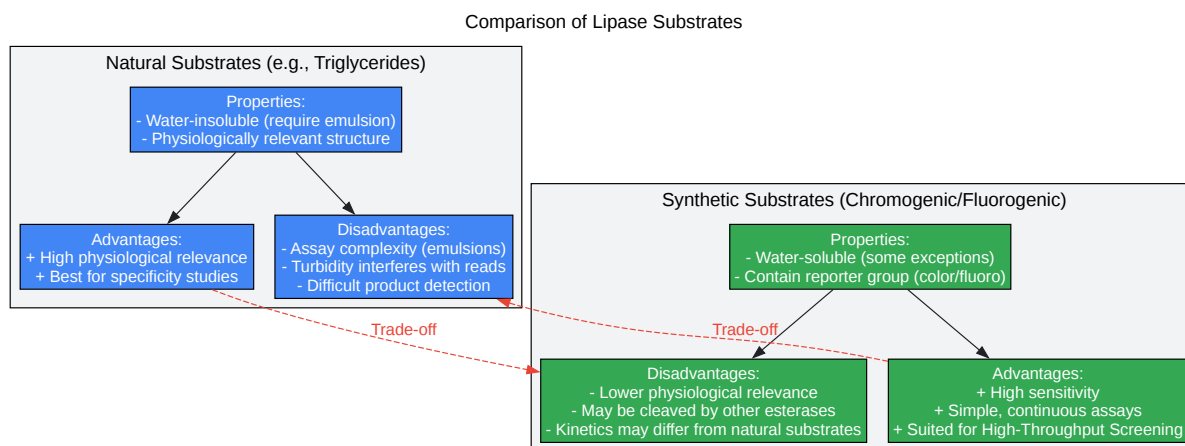 Comparison of Lipase Substrates
Natural Substrates (e.g., Triglycerides)
Properties:
- Water-insoluble (require emulsion)
- Physiologically relevant structure
Advantages:
+ High physiological relevance
+ Best for specificity studies
Disadvantages:
- Assay complexity (emulsions)
- Turbidity interferes with reads
- Difficult product detection
Synthetic Substrates (Chromogenic/Fluorogenic)
Properties:
- Water-soluble (some exceptions)
- Contain reporter group (color/fluoro)
Trade-off
Trade-off
Disadvantages:
- Lower physiological relevance
- May be cleaved by other esterases
- Kinetics may differ from natural substrates
Advantages:
+ High sensitivity
+ Simple, continuous assays
+ Suited for High-Throughput Screening